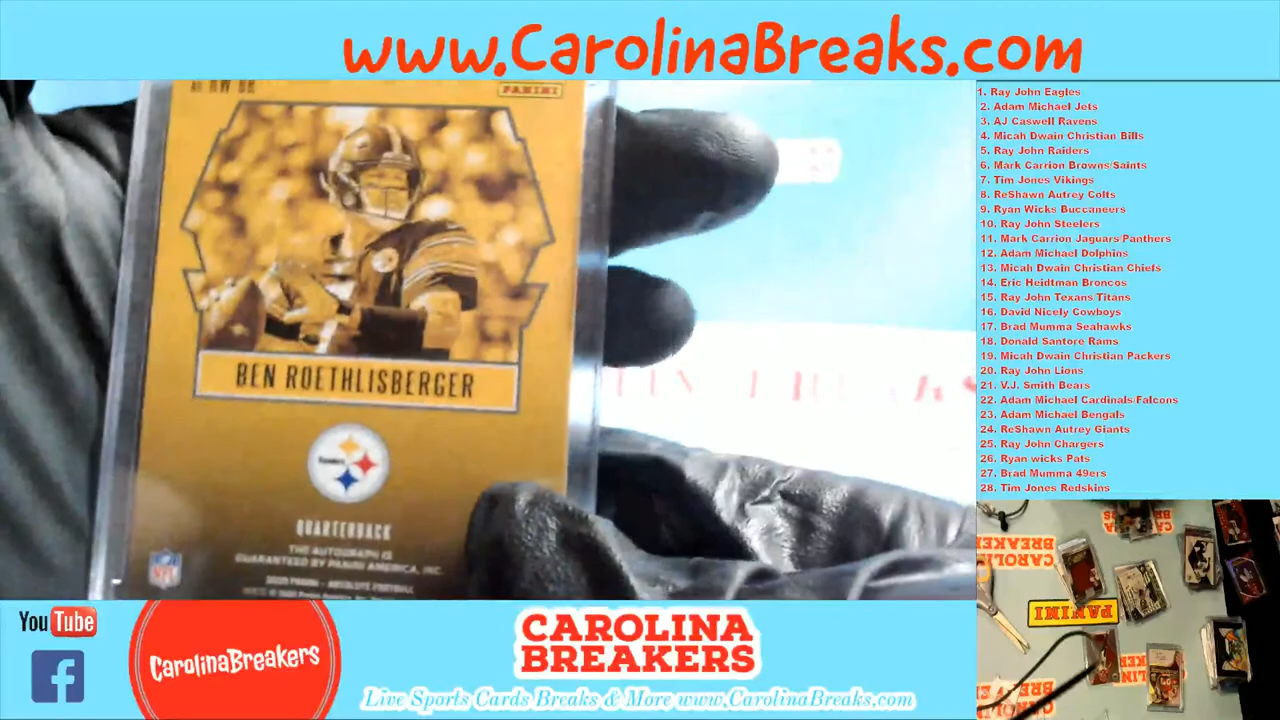 www.CarolinaBreaks.com
PANINI
BEN ROETHLISBERGER
Steelers
QUARTERBACK
THE AUTOGRAPH IS
GUARANTEED BY PANINI AMERICA, INC.
2020 PANINI - ABSOLUTE FOOTBALL
NFL
1. Ray John Eagles
2. Adam Michael Jets
3. AJ Caswell Ravens
4. Micah Dwain Christian Bills
5. Ray John Raiders
6. Mark Carrion Browns/Saints
7. Tim Jones Vikings
8. ReShawn Autrey Colts
9. Ryan Wicks Buccaneers
10. Ray John Steelers
11. Mark Carrion Jaguars/Panthers
12. Adam Michael Dolphins
13. Micah Dwain Christian Chiefs
14. Eric Heidtman Broncos
15. Ray John Texans/Titans
16. David Nicely Cowboys
17. Brad Mumma Seahawks
18. Donald Santore Rams
19. Micah Dwain Christian Packers
20. Ray John Lions
21. V.J. Smith Bears
22. Adam Michael Cardinals/Falcons
23. Adam Michael Bengals
24. ReShawn Autrey Giants
25. Ray John Chargers
26. Ryan wicks Pats
27. Brad Mumma 49ers
28. Tim Jones Redskins
PANINI
YouTube
f
CarolinaBreakers
CAROLINA
BREAKERS
Live Sports Cards Breaks & More www.CarolinaBreaks.com